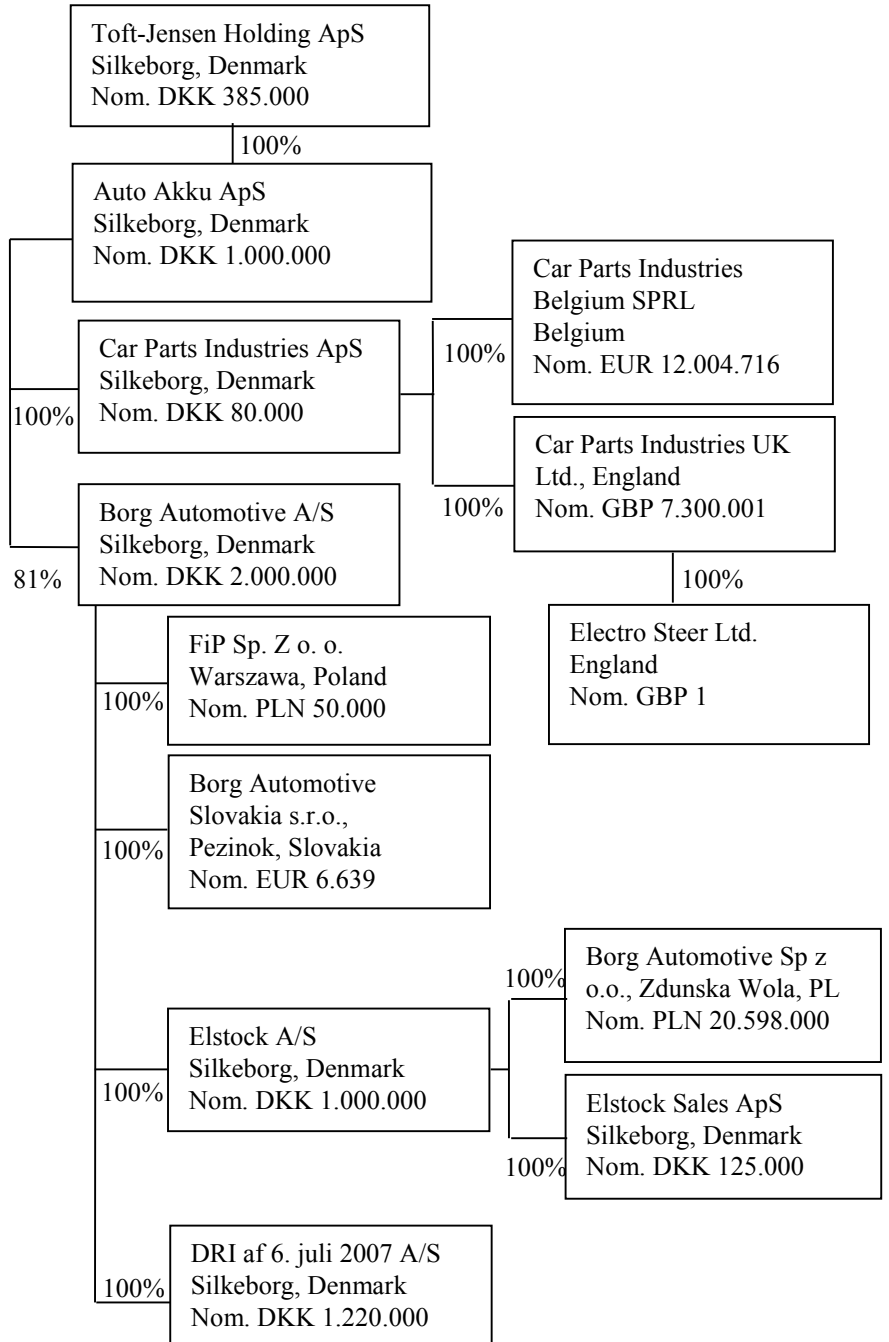 Toft-Jensen Holding ApS
Silkeborg, Denmark
Nom. DKK 385.000
100%
Auto Akku ApS
Silkeborg, Denmark
Nom. DKK 1.000.000
Car Parts Industries
Belgium SPRL
Belgium
Nom. EUR 12.004.716
100%
Car Parts Industries ApS
Silkeborg, Denmark
Nom. DKK 80.000
100%
Car Parts Industries UK
Ltd., England
Nom. GBP 7.300.001
100%
Borg Automotive A/S
Silkeborg, Denmark
Nom. DKK 2.000.000
81%
100%
Electro Steer Ltd.
England
Nom. GBP 1
FiP Sp. Z o. o.
Warszawa, Poland
Nom. PLN 50.000
100%
Borg Automotive
Slovakia s.r.o.,
Pezinok, Slovakia
Nom. EUR 6.639
100%
Borg Automotive Sp z
o.o., Zdunska Wola, PL
Nom. PLN 20.598.000
100%
Elstock A/S
Silkeborg, Denmark
Nom. DKK 1.000.000
100%
Elstock Sales ApS
Silkeborg, Denmark
Nom. DKK 125.000
100%
DRI af 6. juli 2007 A/S
Silkeborg, Denmark
Nom. DKK 1.220.000
100%